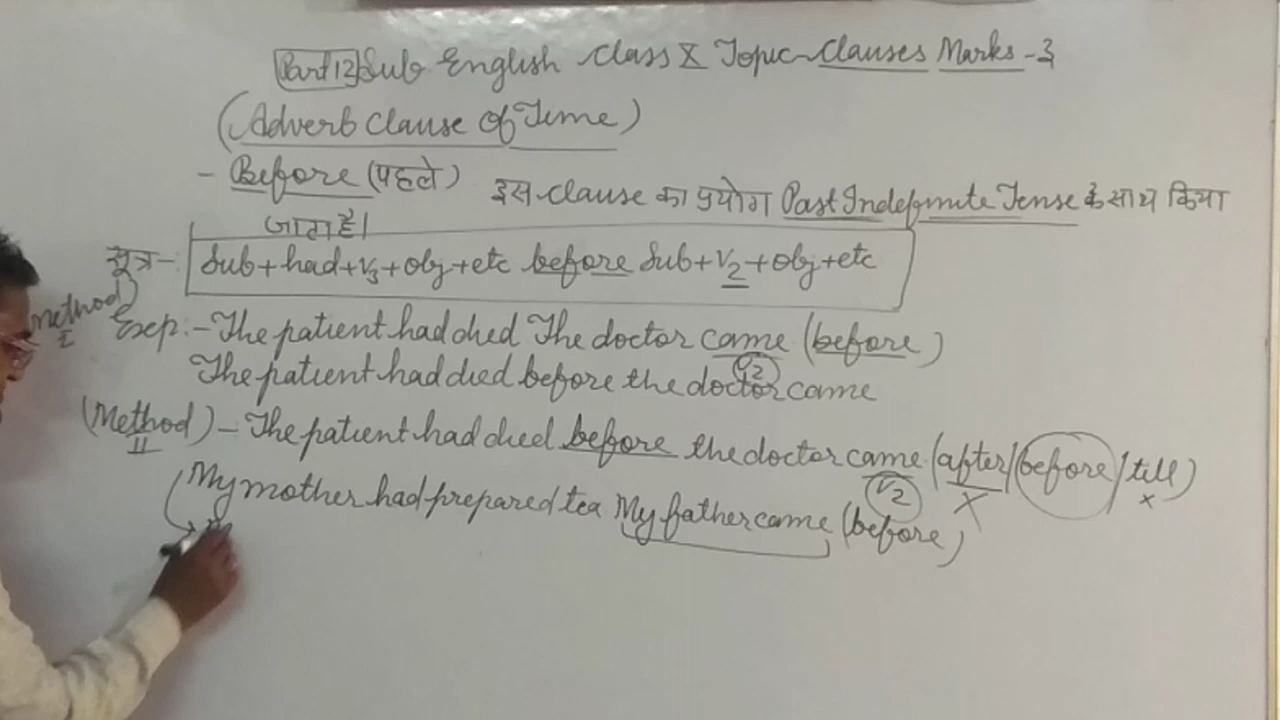 Part 12 Sub English Class X Topic-Clauses Marks-3
(Adverb Clause Of Time)
- Before (पहले) इस clause का प्रयोग Past Indefinite Tense के साथ किया
जाता है।
सूत्र- Sub+had+V3+obj+etc before Sub+V2+obj+etc
Method I Exp:- The patient had died The doctor came (before)
V2
The patient had died before the doctor came
(Method II) - The patient had died before the doctor came (after/before/till)
V2 X x
My mother had prepared tea My father came (before)